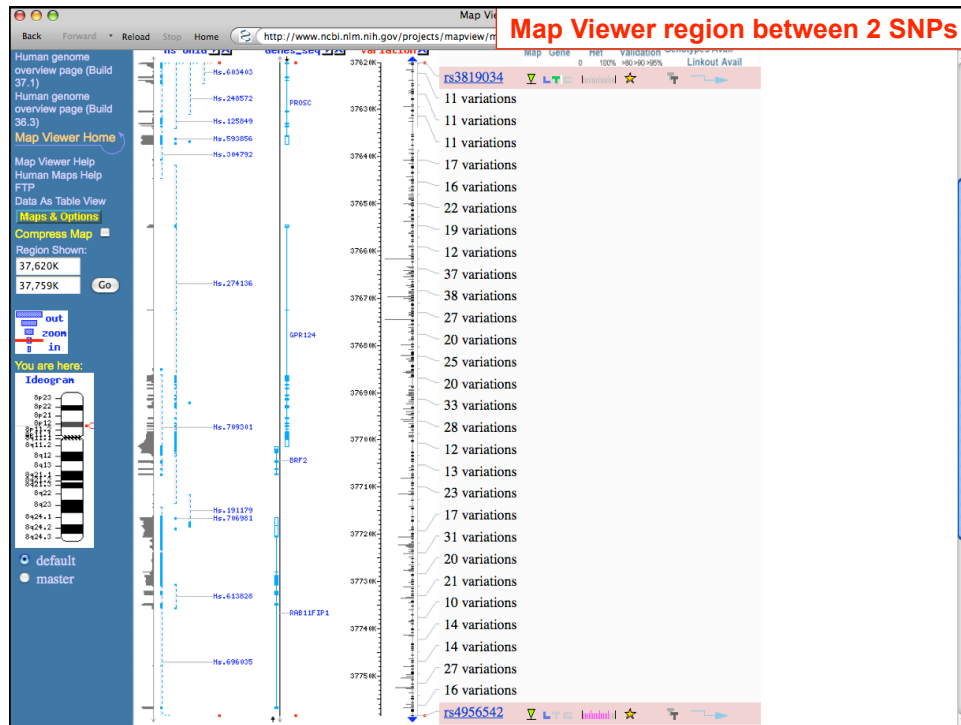 Map Viewer region between 2 SNPs
Back Forward Reload Stop Home http://www.ncbi.nlm.nih.gov/projects/mapview/m
Human genome
overview page (Build
37.1)
Human genome
overview page (Build
36.3)
Map Viewer Home
Map Viewer Help
Human Maps Help
FTP
Data As Table View
Maps & Options
Compress Map
Region Shown:
37,620K
37,759K Go
out
zoom
in
You are here:
Ideogram
8p23
8p22
8p21
8p12
8q11.2
8q12
8q13
8q21.1
8q22
8q23
8q24.1
8q24.2
8q24.3
default
master
Hs.603403
Hs.248572
Hs.125849
Hs.593856
Hs.304792
Hs.274136
Hs.709301
Hs.191179
Hs.706981
Hs.613828
Hs.696035
Genes_seq
PROSC
GPR124
BRF2
RAB11FIP1
Variation
37620K
37630K
37640K
37650K
37660K
37670K
37680K
37690K
37700K
37710K
37720K
37730K
37740K
37750K
Map Gene Het Validation
0 100% >80 >90 >95% Linkout Avail
rs3819034
11 variations
11 variations
11 variations
17 variations
16 variations
22 variations
19 variations
12 variations
37 variations
38 variations
27 variations
20 variations
25 variations
20 variations
33 variations
28 variations
12 variations
13 variations
23 variations
17 variations
31 variations
20 variations
21 variations
10 variations
14 variations
14 variations
27 variations
16 variations
rs4956542